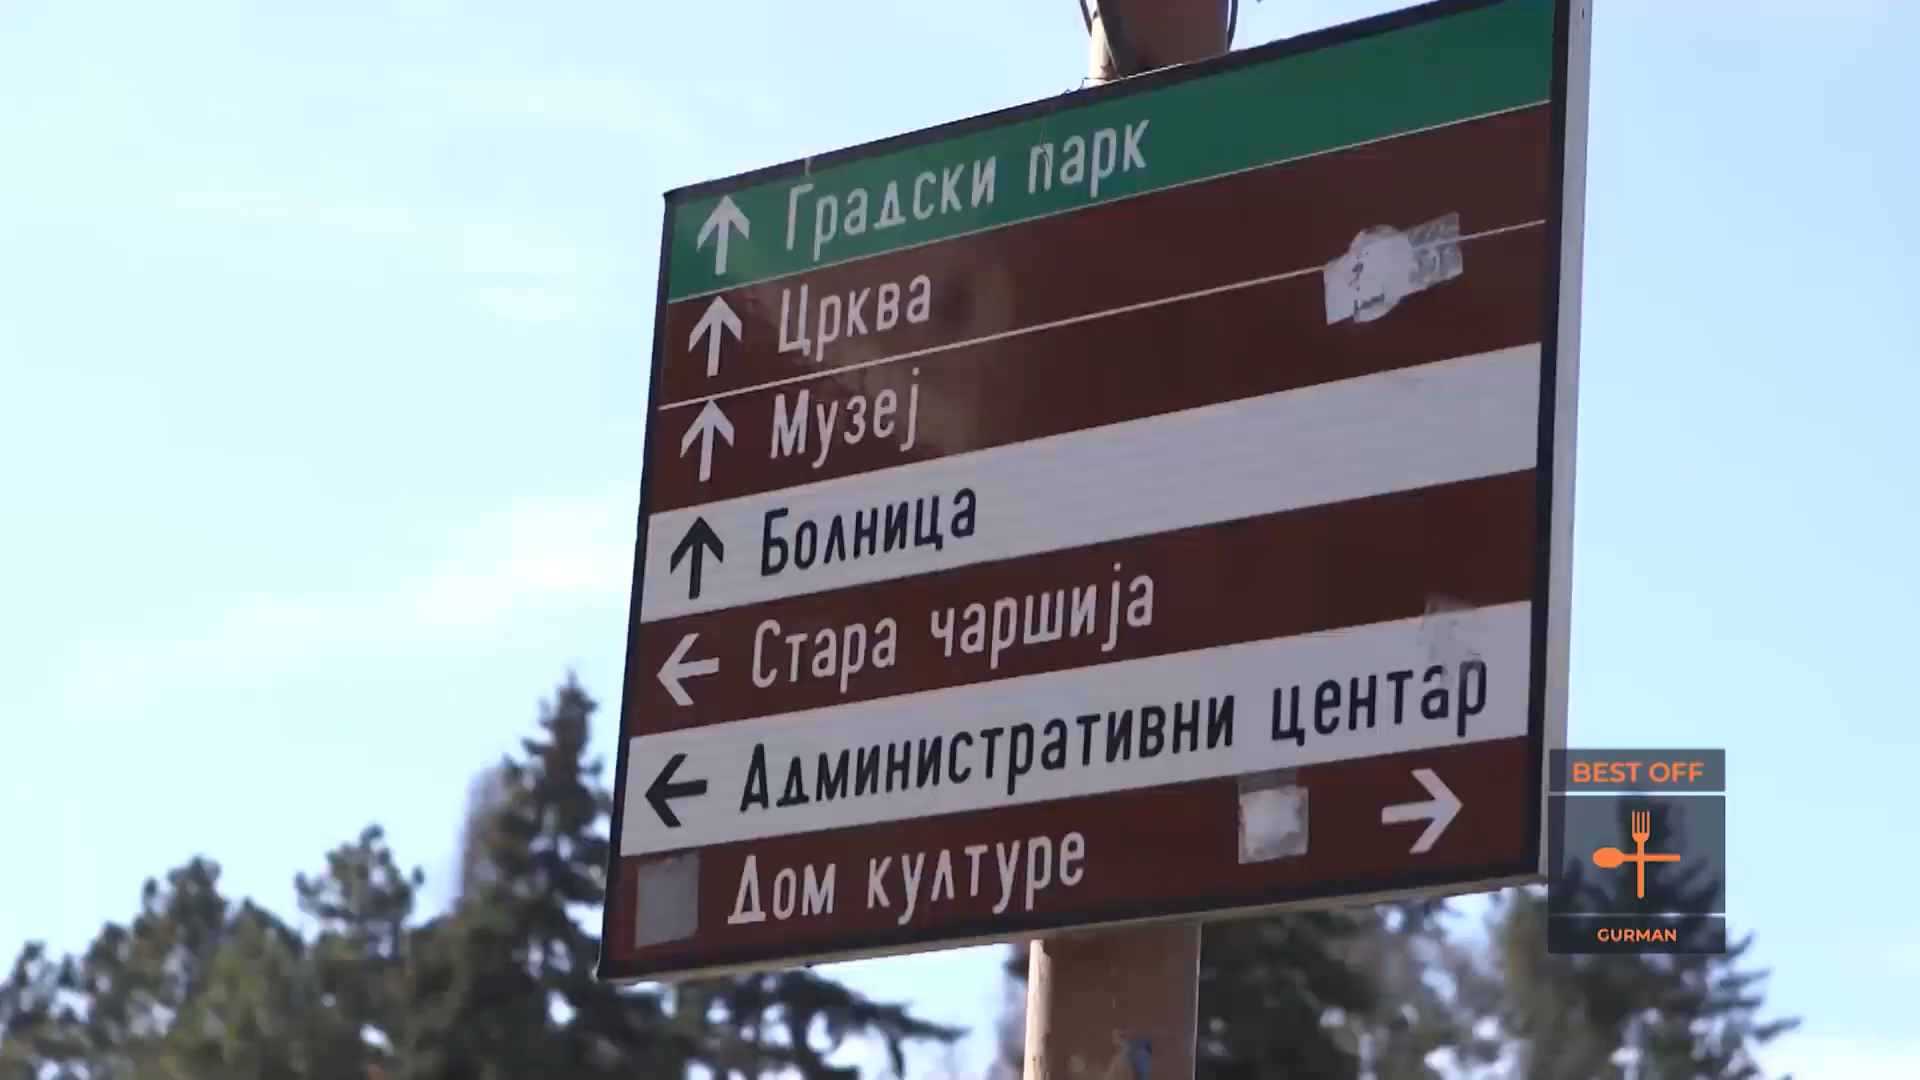 Градски парк
Црква
Музеј
Болница
Стара чаршија
Административни центар
Дом културе
BEST OFF
GURMAN